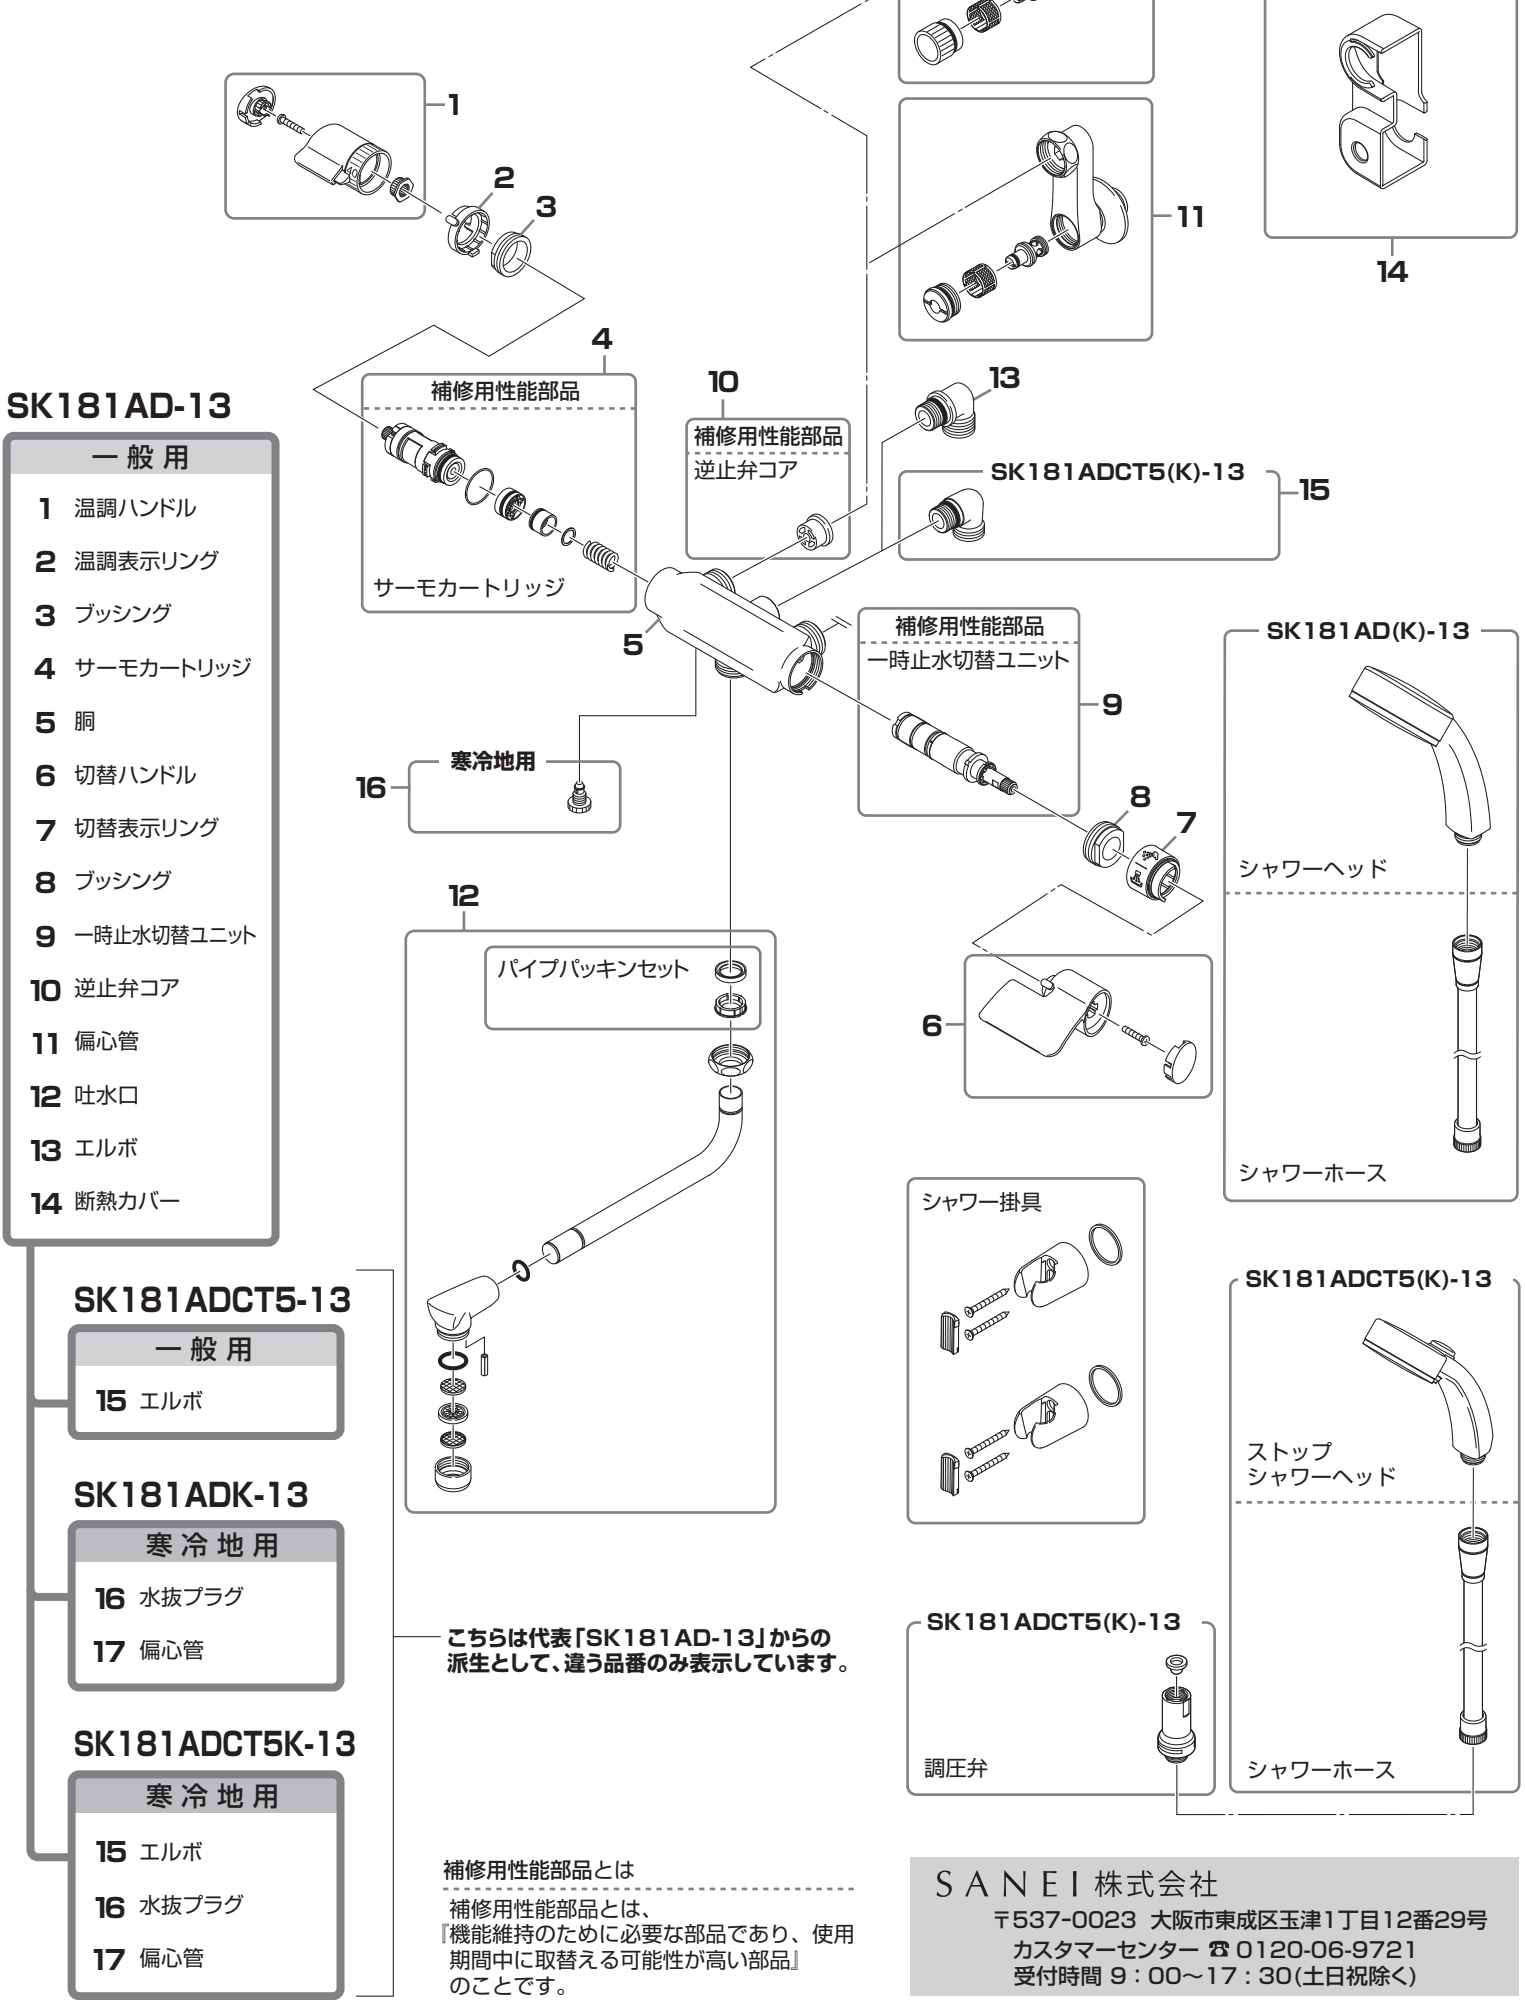 1
2
3
4
補修用性能部品
サーモカートリッジ
5
10
補修用性能部品
逆止弁コア
11
14
13
SK181ADCT5(K)-13
15
補修用性能部品
一時止水切替ユニット
9
8
7
6
寒冷地用
16
12
パイプパッキンセット
SK181AD-13
一般用
1 温調ハンドル
2 温調表示リング
3 ブッシング
4 サーモカートリッジ
5 胴
6 切替ハンドル
7 切替表示リング
8 ブッシング
9 一時止水切替ユニット
10 逆止弁コア
11 偏心管
12 吐水口
13 エルボ
14 断熱カバー
SK181ADCT5-13
一般用
15 エルボ
SK181ADK-13
寒冷地用
16 水抜プラグ
17 偏心管
SK181ADCT5K-13
寒冷地用
15 エルボ
16 水抜プラグ
17 偏心管
こちらは代表「SK181AD-13」からの
派生として、違う品番のみ表示しています。
SK181AD(K)-13
シャワーヘッド
シャワーホース
シャワー掛具
SK181ADCT5(K)-13
ストップ
シャワーヘッド
シャワーホース
SK181ADCT5(K)-13
調圧弁
補修用性能部品とは
補修用性能部品とは、
『機能維持のために必要な部品であり、使用
期間中に取替える可能性が高い部品』
のことです。
SANEI株式会社
〒537-0023 大阪市東成区玉津1丁目12番29号
カスタマーセンター ☎ 0120-06-9721
受付時間 9：00〜17：30(土日祝除く)
40